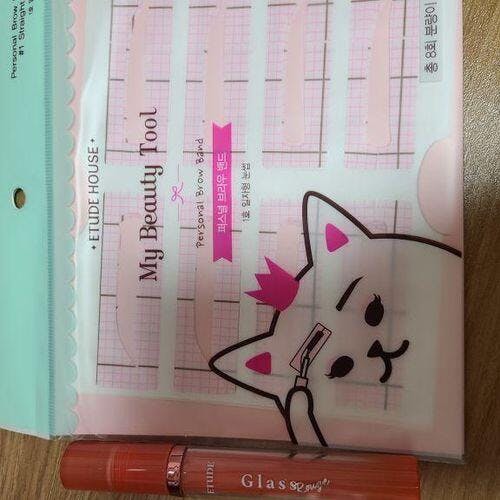 Personal Brow
#1 Straight
ETUDE HOUSE
My Beauty Tool
Personal Brow Band
퍼스널 브라우 밴드
1호 일자형 눈썹
총 8회 분량이
ETUDE
Glass
Rouge